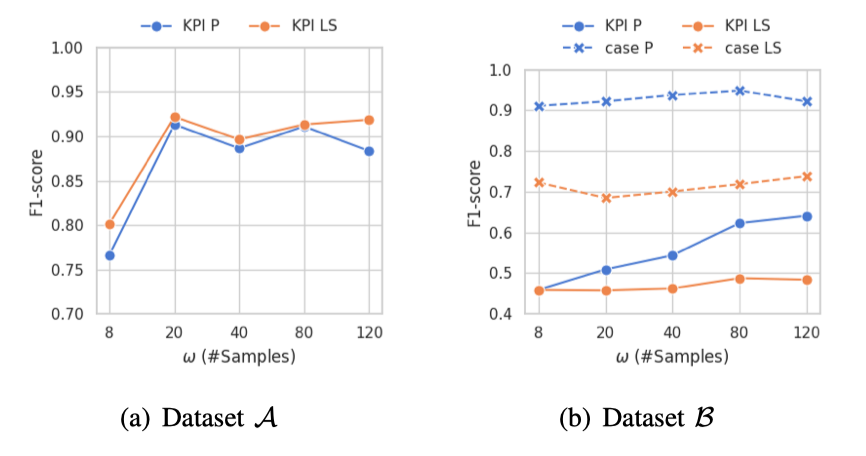 KPI P KPI LS
1.00
0.95
0.90
0.85
0.80
0.75
0.70
F1-score
8 20 40 80 120
ω (#Samples)
(a) Dataset 𝒜
KPI P KPI LS
case P case LS
1.0
0.9
0.8
0.7
0.6
0.5
0.4
F1-score
8 20 40 80 120
ω (#Samples)
(b) Dataset ℬ